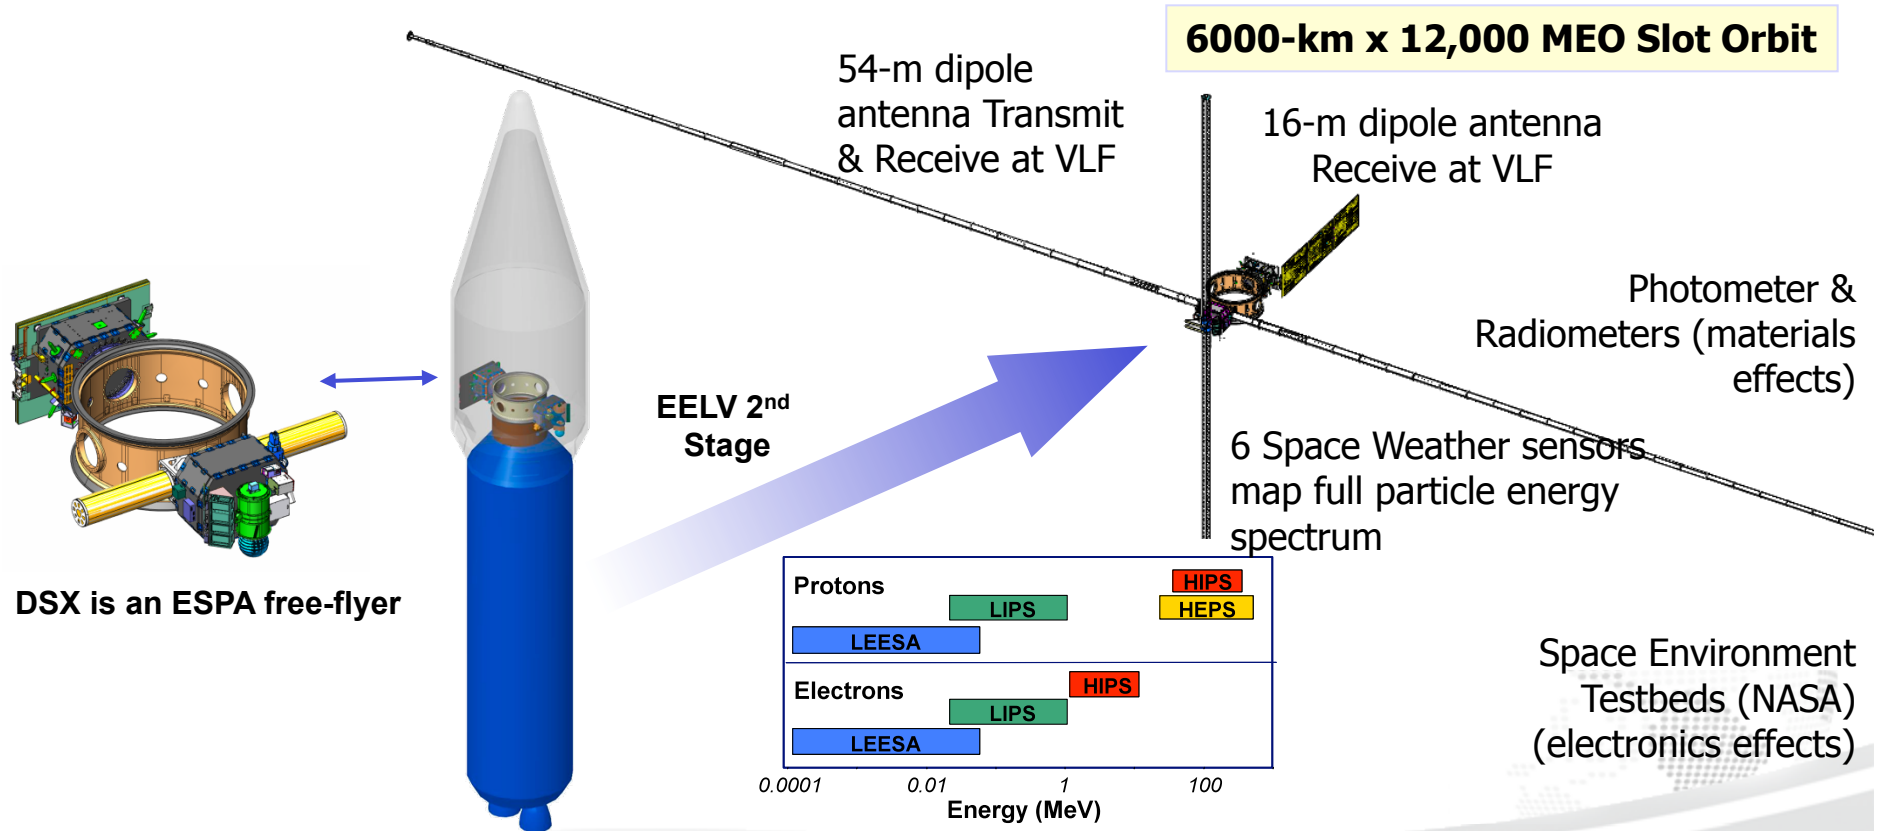 6000-km x 12,000 MEO Slot Orbit
54-m dipole
antenna Transmit
& Receive at VLF
16-m dipole antenna
Receive at VLF
Photometer &
Radiometers (materials
effects)
EELV 2nd
Stage
6 Space Weather sensors
map full particle energy
spectrum
DSX is an ESPA free-flyer
Protons
HIPS
LIPS
HEPS
LEESA
Electrons
HIPS
LIPS
LEESA
0.0001 0.01 1 100
Energy (MeV)
Space Environment
Testbeds (NASA)
(electronics effects)